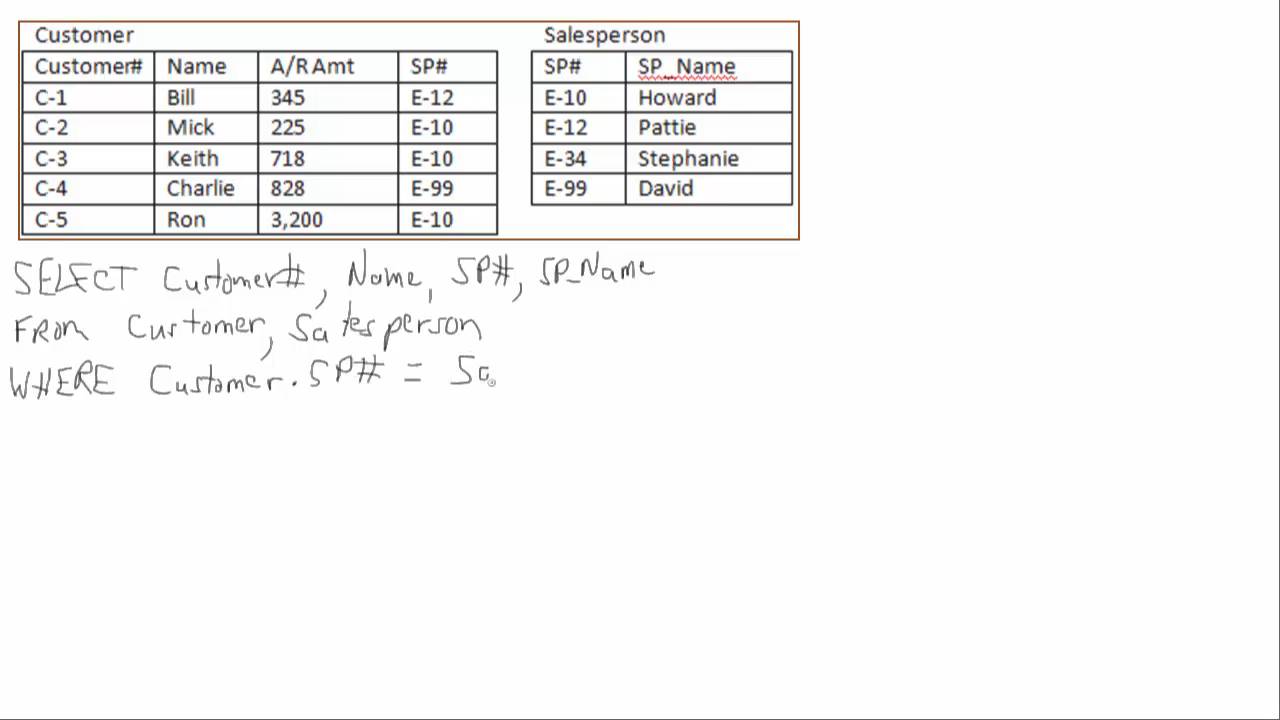 Customer Salesperson
Customer# Name A/R Amt SP# SP# SP_Name
C-1 Bill 345 E-12 E-10 Howard
C-2 Mick 225 E-10 E-12 Pattie
C-3 Keith 718 E-10 E-34 Stephanie
C-4 Charlie 828 E-99 E-99 David
C-5 Ron 3,200 E-10
SELECT Customer#, Name, SP#, SP_Name
FROM Customer, Salesperson
WHERE Customer.SP# = Sa